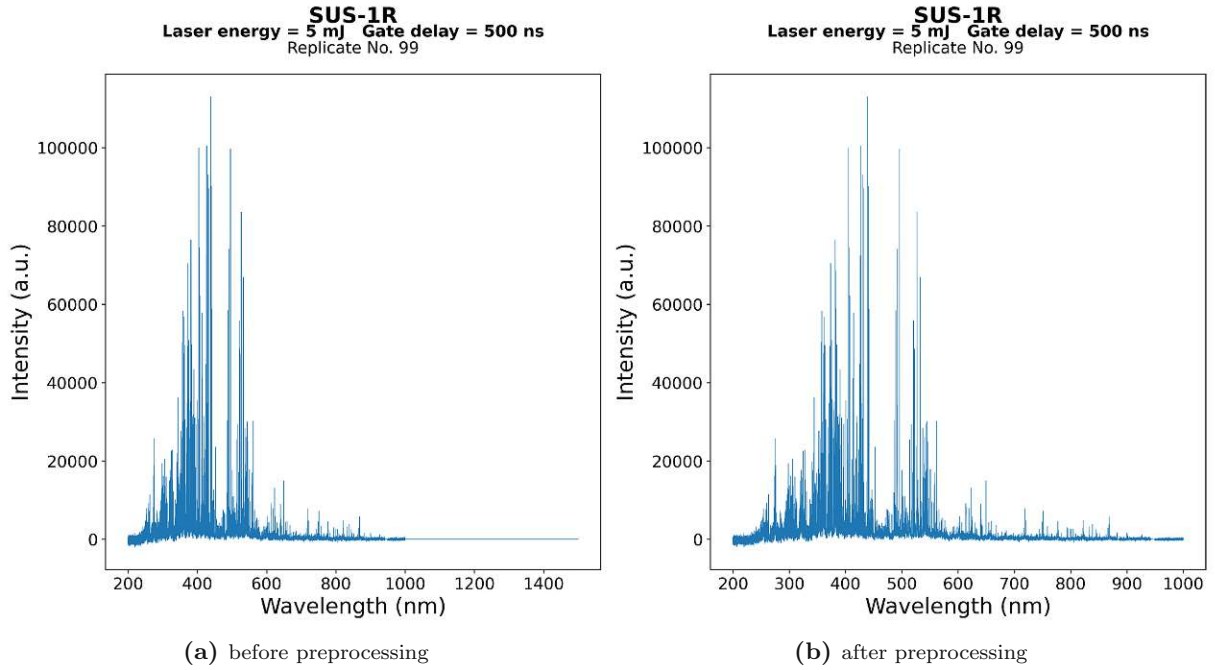 SUS-1R
Laser energy = 5 mJ   Gate delay = 500 ns
Replicate No. 99
Intensity (a.u.)
100000
80000
60000
40000
20000
0
200
400
600
800
1000
1200
1400
Wavelength (nm)
(a) before preprocessing
SUS-1R
Laser energy = 5 mJ   Gate delay = 500 ns
Replicate No. 99
Intensity (a.u.)
100000
80000
60000
40000
20000
0
200
300
400
500
600
700
800
900
1000
Wavelength (nm)
(b) after preprocessing